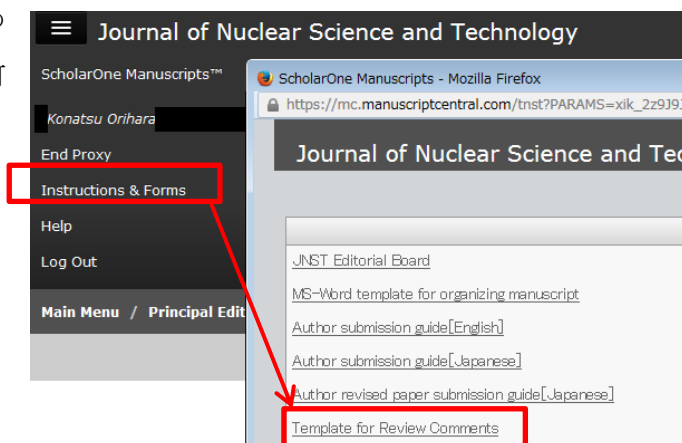 Journal of Nuclear Science and Technology
ScholarOne Manuscripts™
Konatsu Orihara
End Proxy
Instructions & Forms
Help
Log Out
Main Menu / Principal Edit
ScholarOne Manuscripts - Mozilla Firefox
https://mc.manuscriptcentral.com/tnst?PARAMS=xik_2z9J9
Journal of Nuclear Science and Tec
JNST Editorial Board
MS-Word template for organizing manuscript
Author submission guide[English]
Author submission guide[Japanese]
Author revised paper submission guide[Japanese]
Template for Review Comments